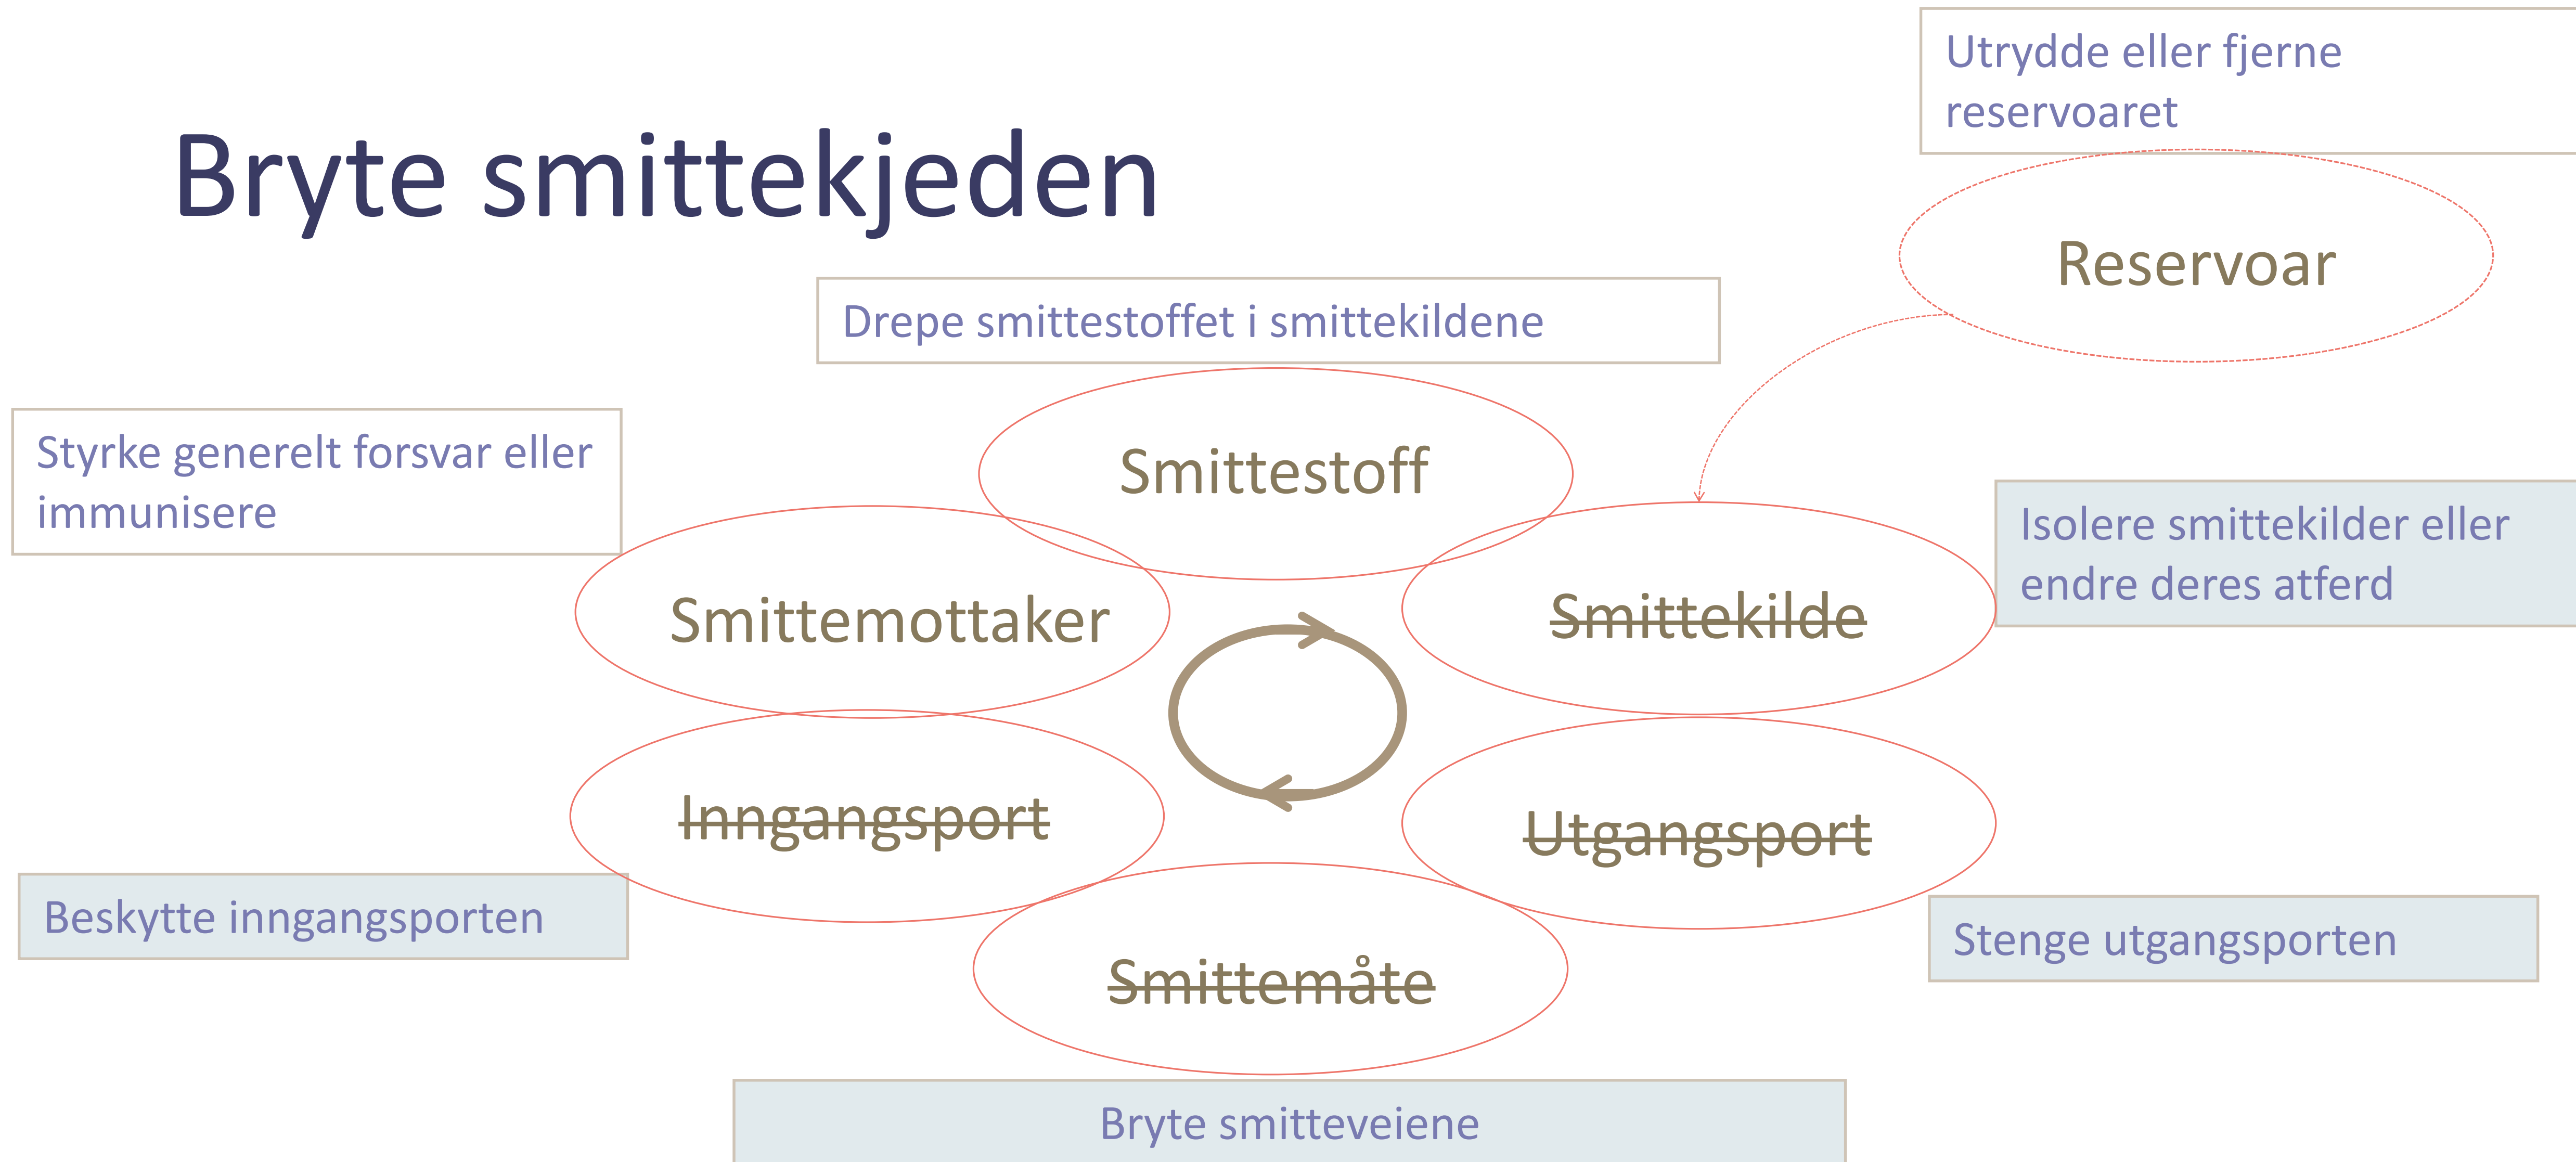 Utrydde eller fjerne
reservoaret
Bryte smittekjeden
Reservoar
Drepe smittestoffet i smittekildene
Styrke generelt forsvar eller
immunisere
Smittestoff
Isolere smittekilder eller
endre deres atferd
Smittemottaker
Smittekilde
Inngangsport
Utgangsport
Beskytte inngangsporten
Stenge utgangsporten
Smittemåte
Bryte smitteveiene